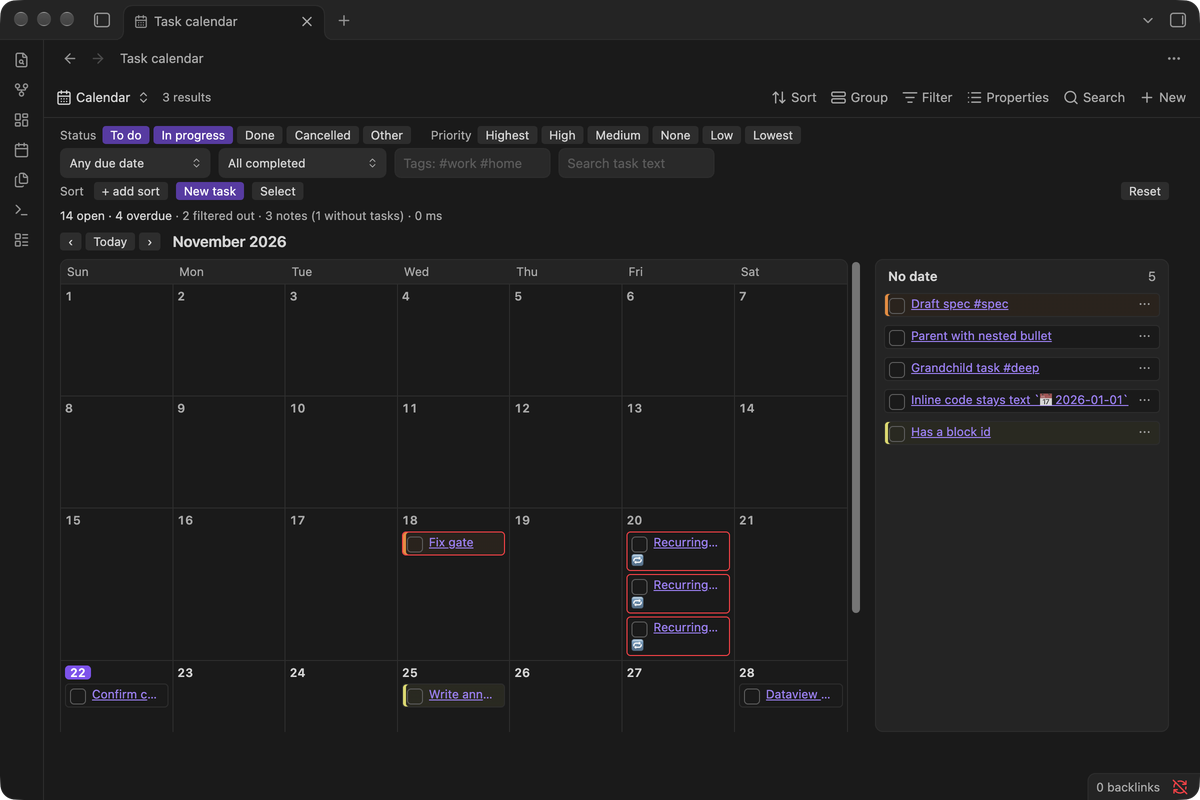 Task calendar
Task calendar
Calendar 3 results Sort Group Filter Properties Search New
Status To do In progress Done Cancelled Other Priority Highest High Medium None Low Lowest
Any due date All completed Tags: #work #home Search task text
Sort + add sort New task Select Reset
14 open · 4 overdue · 2 filtered out · 3 notes (1 without tasks) · 0 ms
‹ Today › November 2026
Sun Mon Tue Wed Thu Fri Sat
1 2 3 4 5 6 7
8 9 10 11 12 13 14
15 16 17 18 19 20 21
Fix gate Recurring...
Recurring...
Recurring...
22 23 24 25 26 27 28
Confirm c... Write ann... Dataview ...
No date 5
Draft spec #spec
Parent with nested bullet
Grandchild task #deep
Inline code stays text `📅 2026-01-01`
Has a block id
0 backlinks